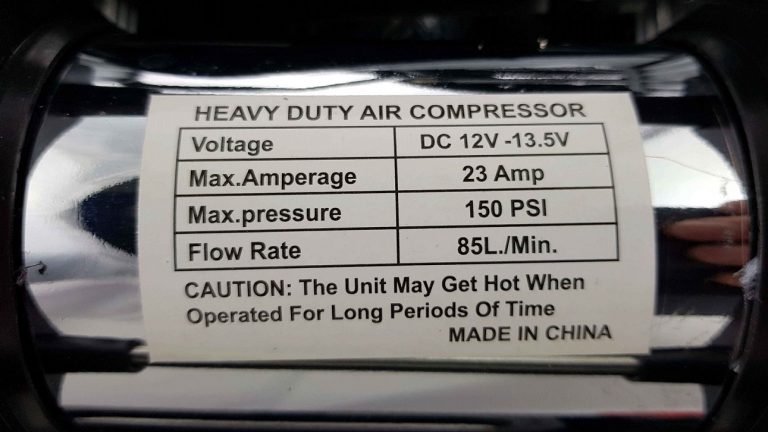 HEAVY DUTY AIR COMPRESSOR
Voltage DC 12V -13.5V
Max.Amperage 23 Amp
Max.pressure 150 PSI
Flow Rate 85L./Min.
CAUTION: The Unit May Get Hot When
Operated For Long Periods Of Time
MADE IN CHINA